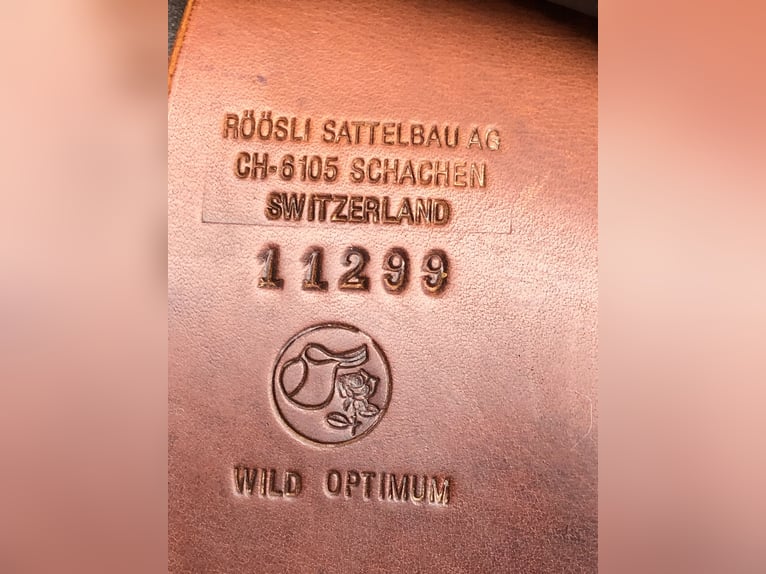 RÖÖSLI SATTELBAU AG
CH-6105 SCHACHEN
SWITZERLAND
11299
WILD OPTIMUM